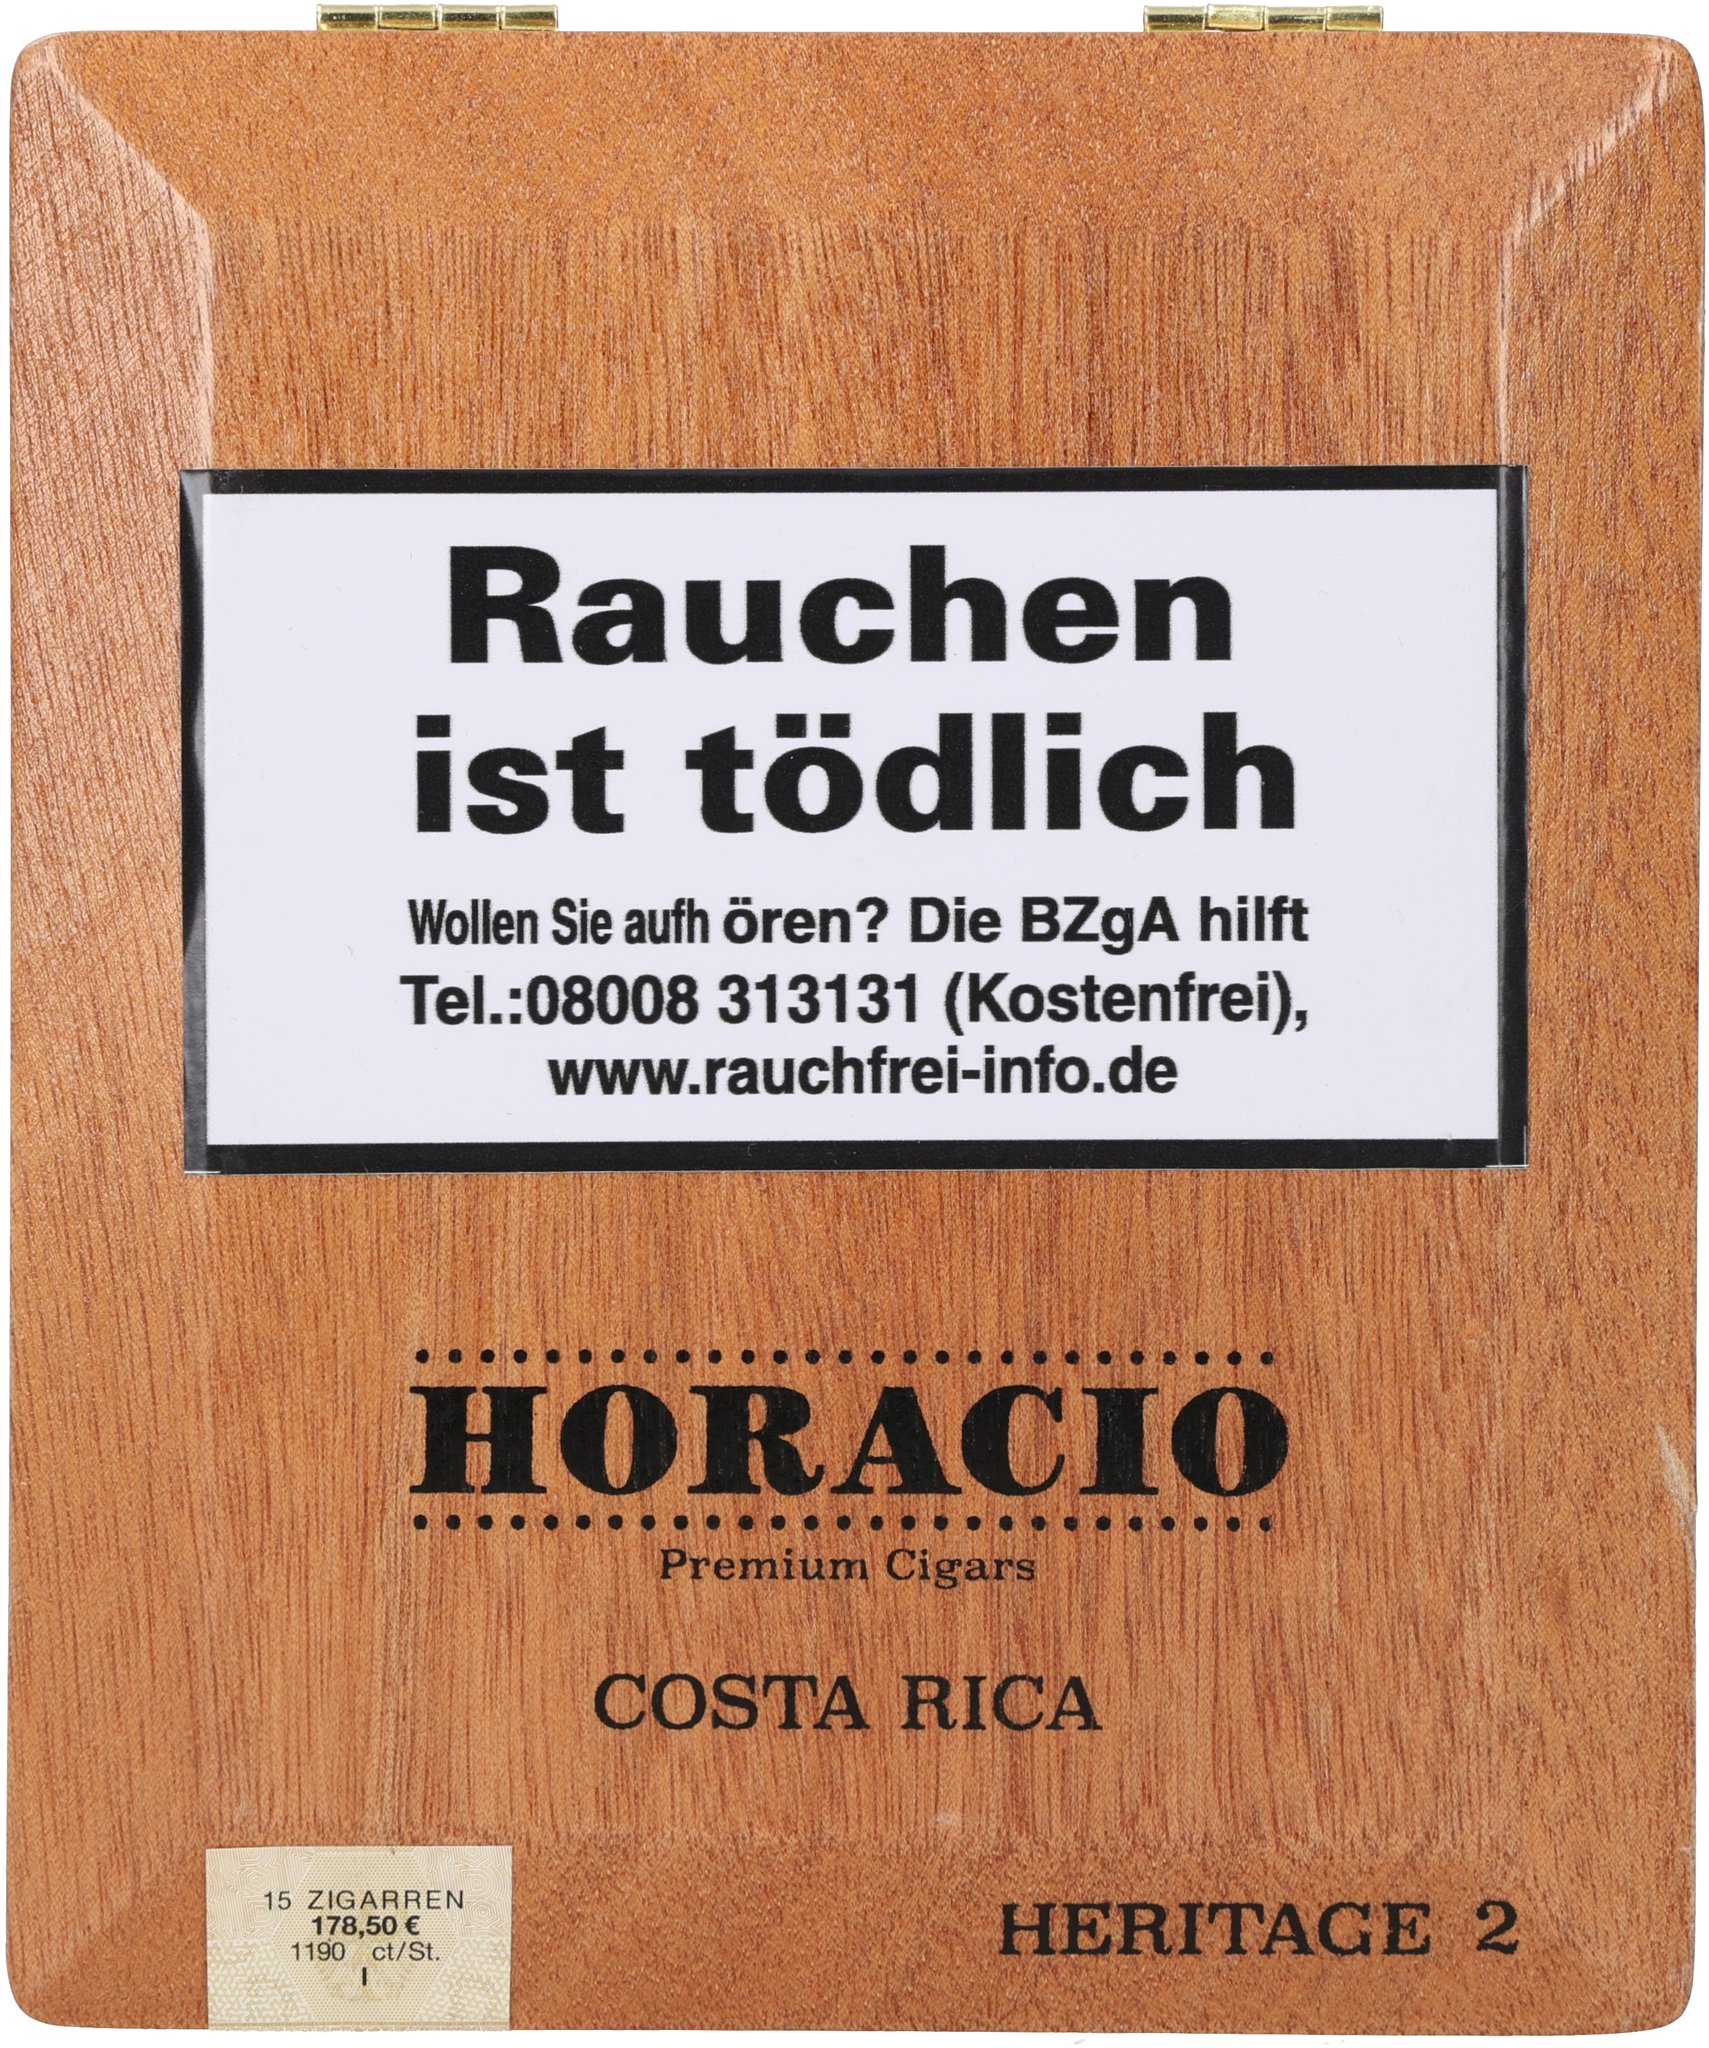 Rauchen
ist tödlich
Wollen Sie aufh ören? Die BZgA hilft
Tel.:08008 313131 (Kostenfrei),
www.rauchfrei-info.de
HORACIO
Premium Cigars
COSTA RICA
15 ZIGARREN
178,50 €
1190 ct/St.
I
HERITAGE 2